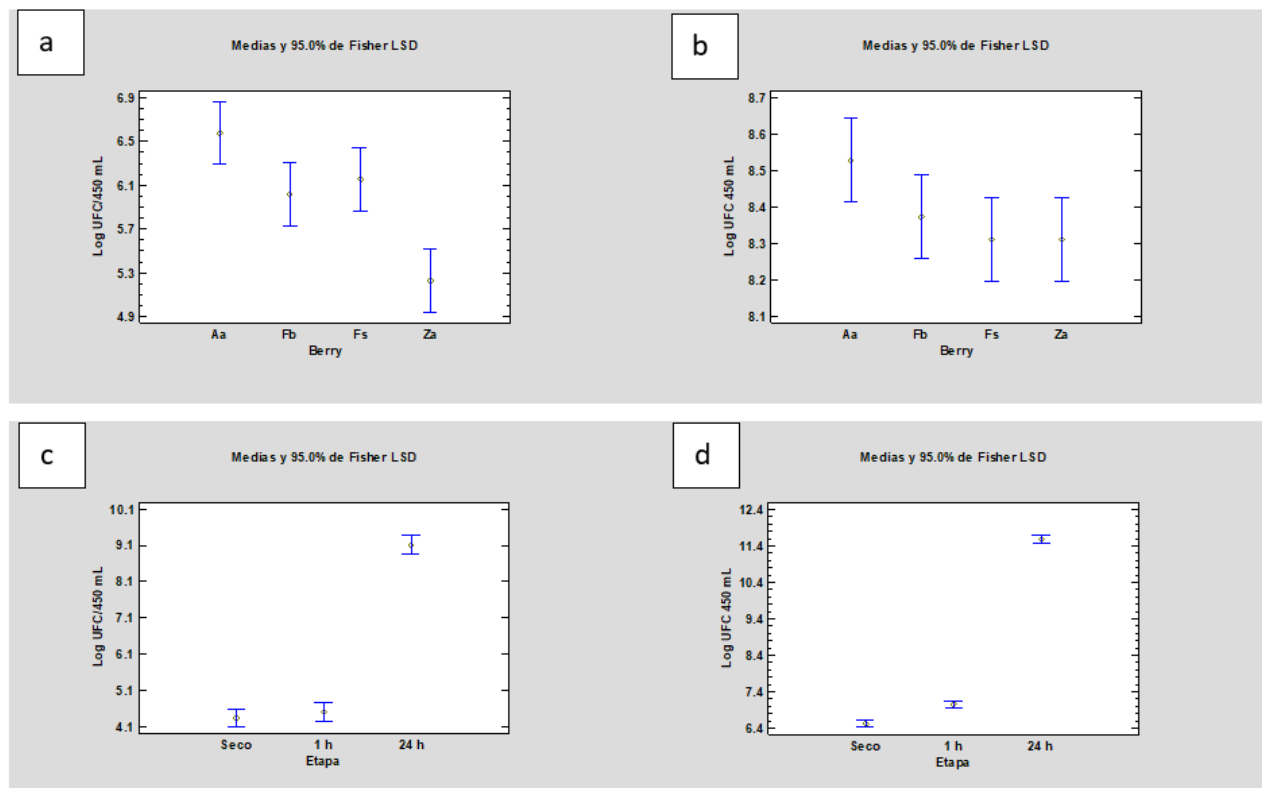 a
Medias y 95.0% de Fisher LSD
Log UFC/450 mL
6.9
6.5
6.1
5.7
5.3
4.9
Aa Fb Fs Za
Berry
b
Medias y 95.0% de Fisher LSD
Log UFC 450 mL
8.7
8.6
8.5
8.4
8.3
8.2
8.1
Aa Fb Fs Za
Berry
c
Medias y 95.0% de Fisher LSD
Log UFC/450 mL
10.1
9.1
8.1
7.1
6.1
5.1
4.1
Seco 1 h 24 h
Etapa
d
Medias y 95.0% de Fisher LSD
Log UFC 450 mL
12.4
11.4
10.4
9.4
8.4
7.4
6.4
Seco 1 h 24 h
Etapa